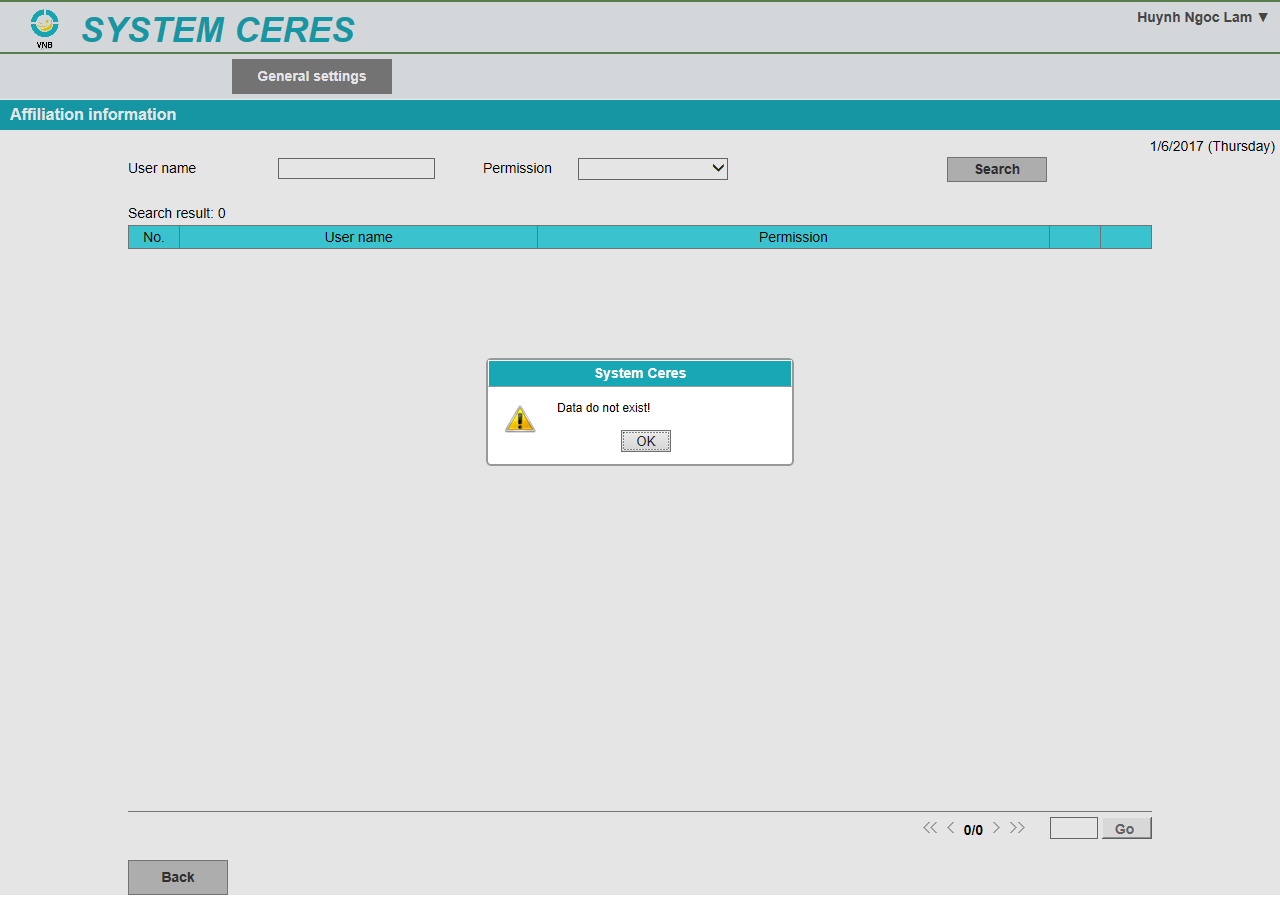 VNB
SYSTEM CERES
Huynh Ngoc Lam ▼
General settings
Affiliation information
1/6/2017 (Thursday)
User name
Permission
Search
Search result: 0
No. User name Permission
System Ceres
Data do not exist!
OK
<< < 0/0 > >> Go
Back